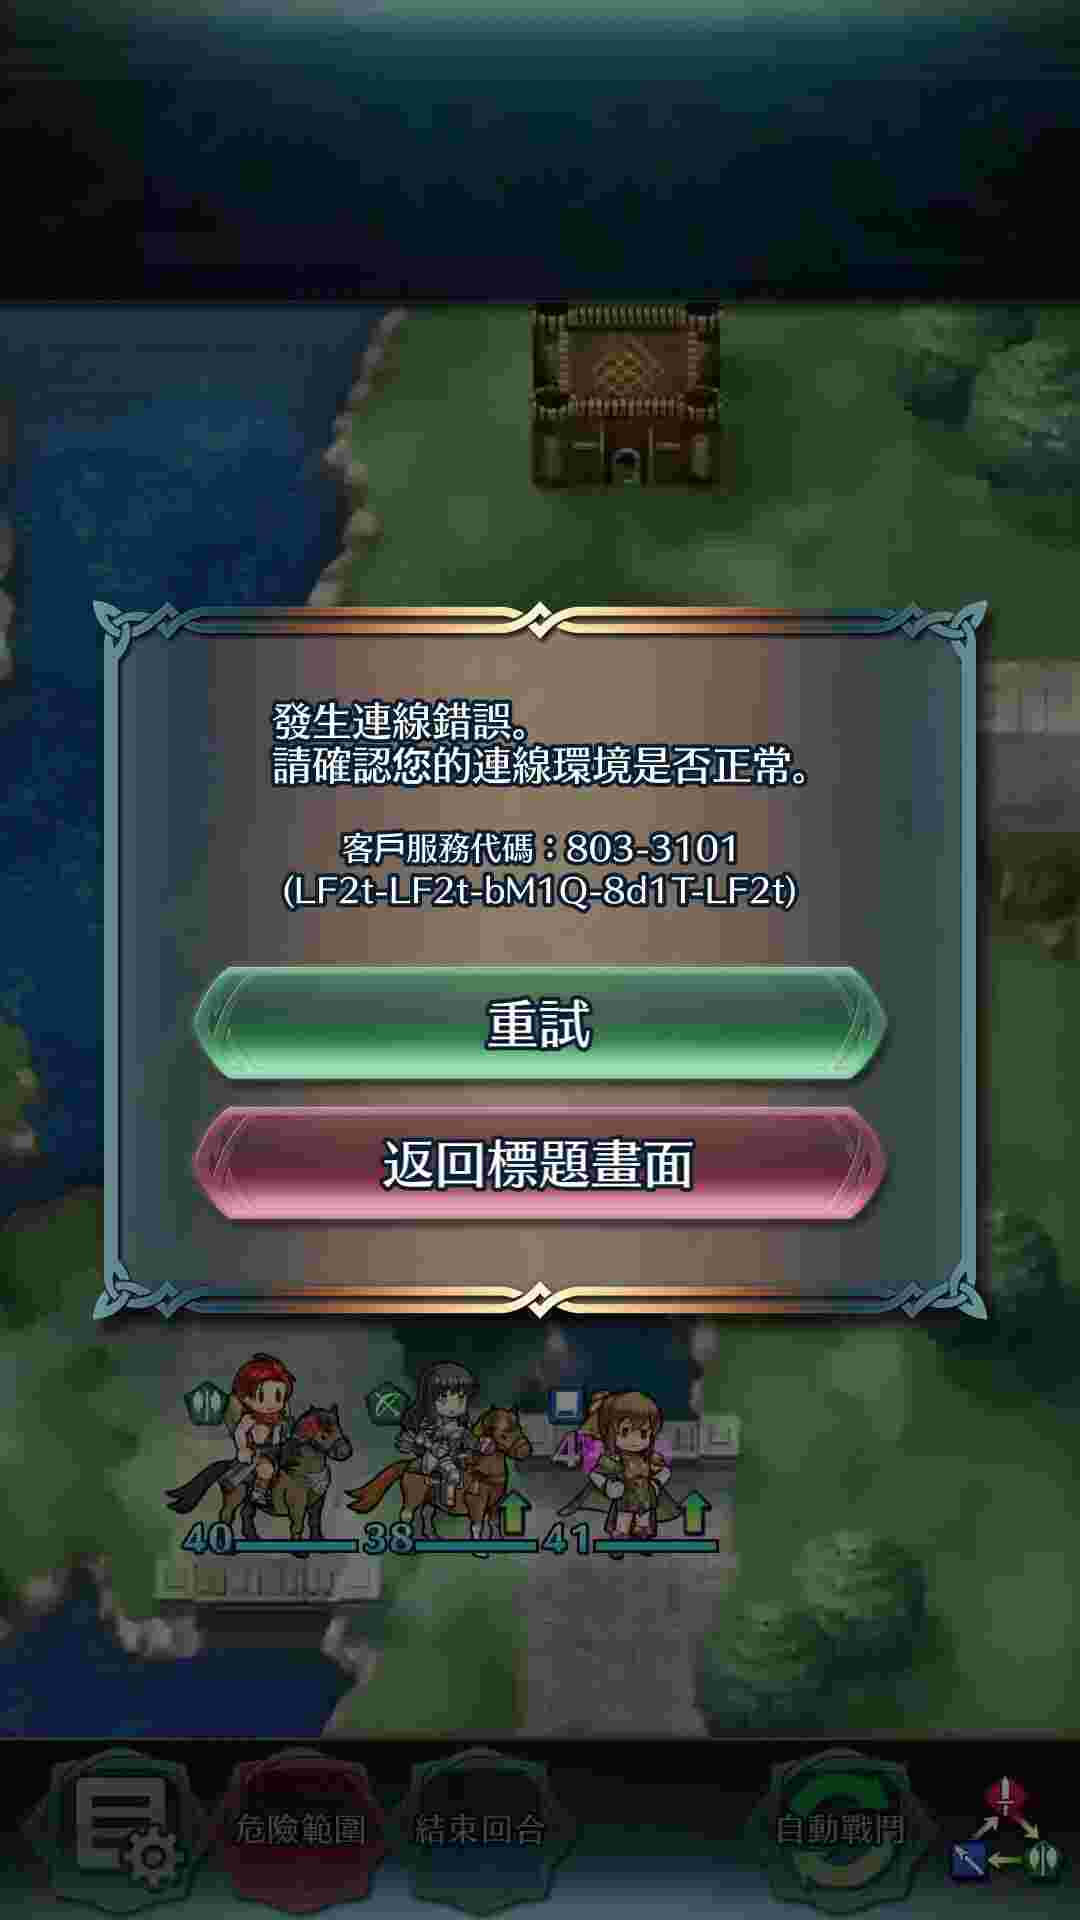 發生連線錯誤。
請確認您的連線環境是否正常。
客戶服務代碼：803-3101
(LF2t-LF2t-bM1Q-8d1T-LF2t)
重試
返回標題畫面
4
40
38
41
危險範圍
結束回合
自動戰鬥